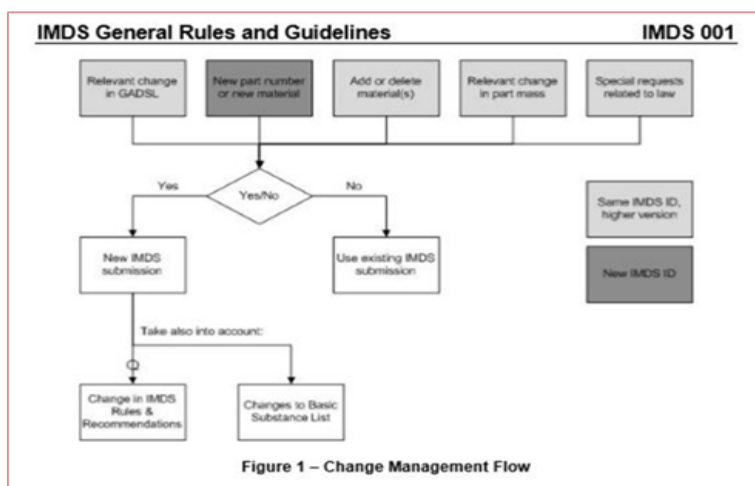 IMDS General Rules and Guidelines
IMDS 001
Relevant change
in GADSL
New part number
or new material
Add or delete
material(s)
Relevant change
in part mass
Special requests
related to law
Yes
Yes/No
No
Same IMDS ID,
higher version
New IMDS
submission
Use existing IMDS
submission
New IMDS ID
Take also into account:
Change in IMDS
Rules &
Recommendations
Changes to Basic
Substance List
Figure 1 – Change Management Flow